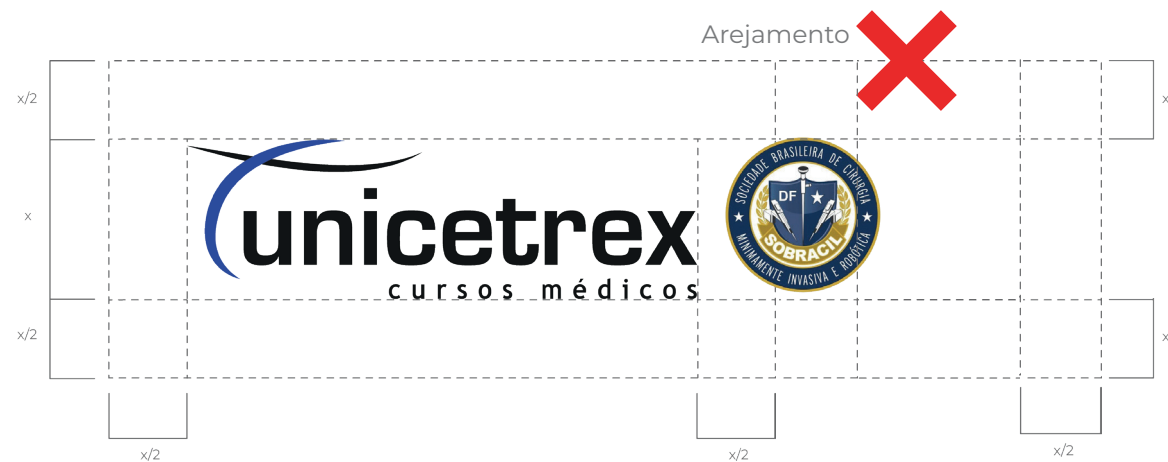 Arejamento
x/2
x
x
x/2
x
x/2
x/2
x/2
unicetrex
cursos médicos
SOCIEDADE BRASILEIRA DE CIRURGIA
MINIMAMENTE INVASIVA E ROBÓTICA
DF
SOBRACIL
x